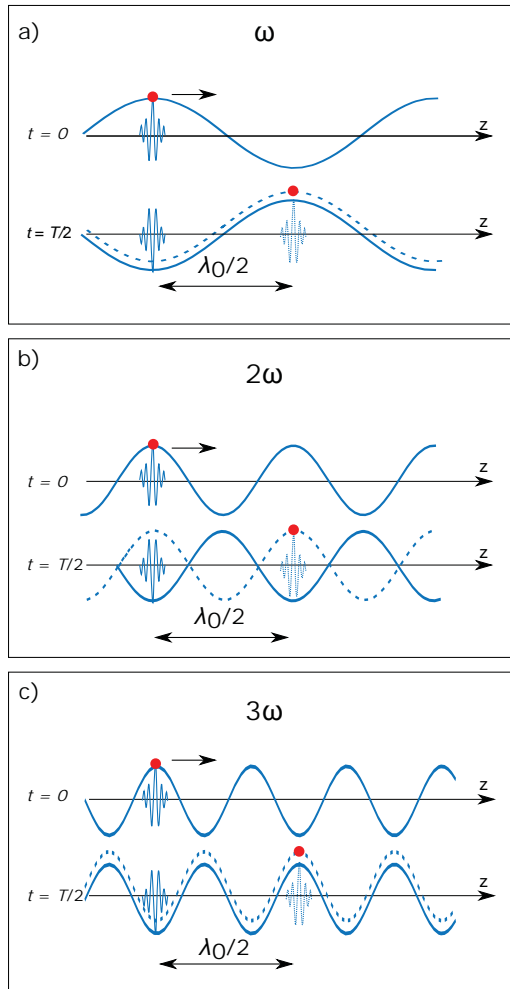 a)
ω
t = 0
z
t = T/2
λ0/2
b)
2ω
t = 0
z
t = T/2
z
λ0/2
c)
3ω
t = 0
z
t = T/2
z
λ0/2